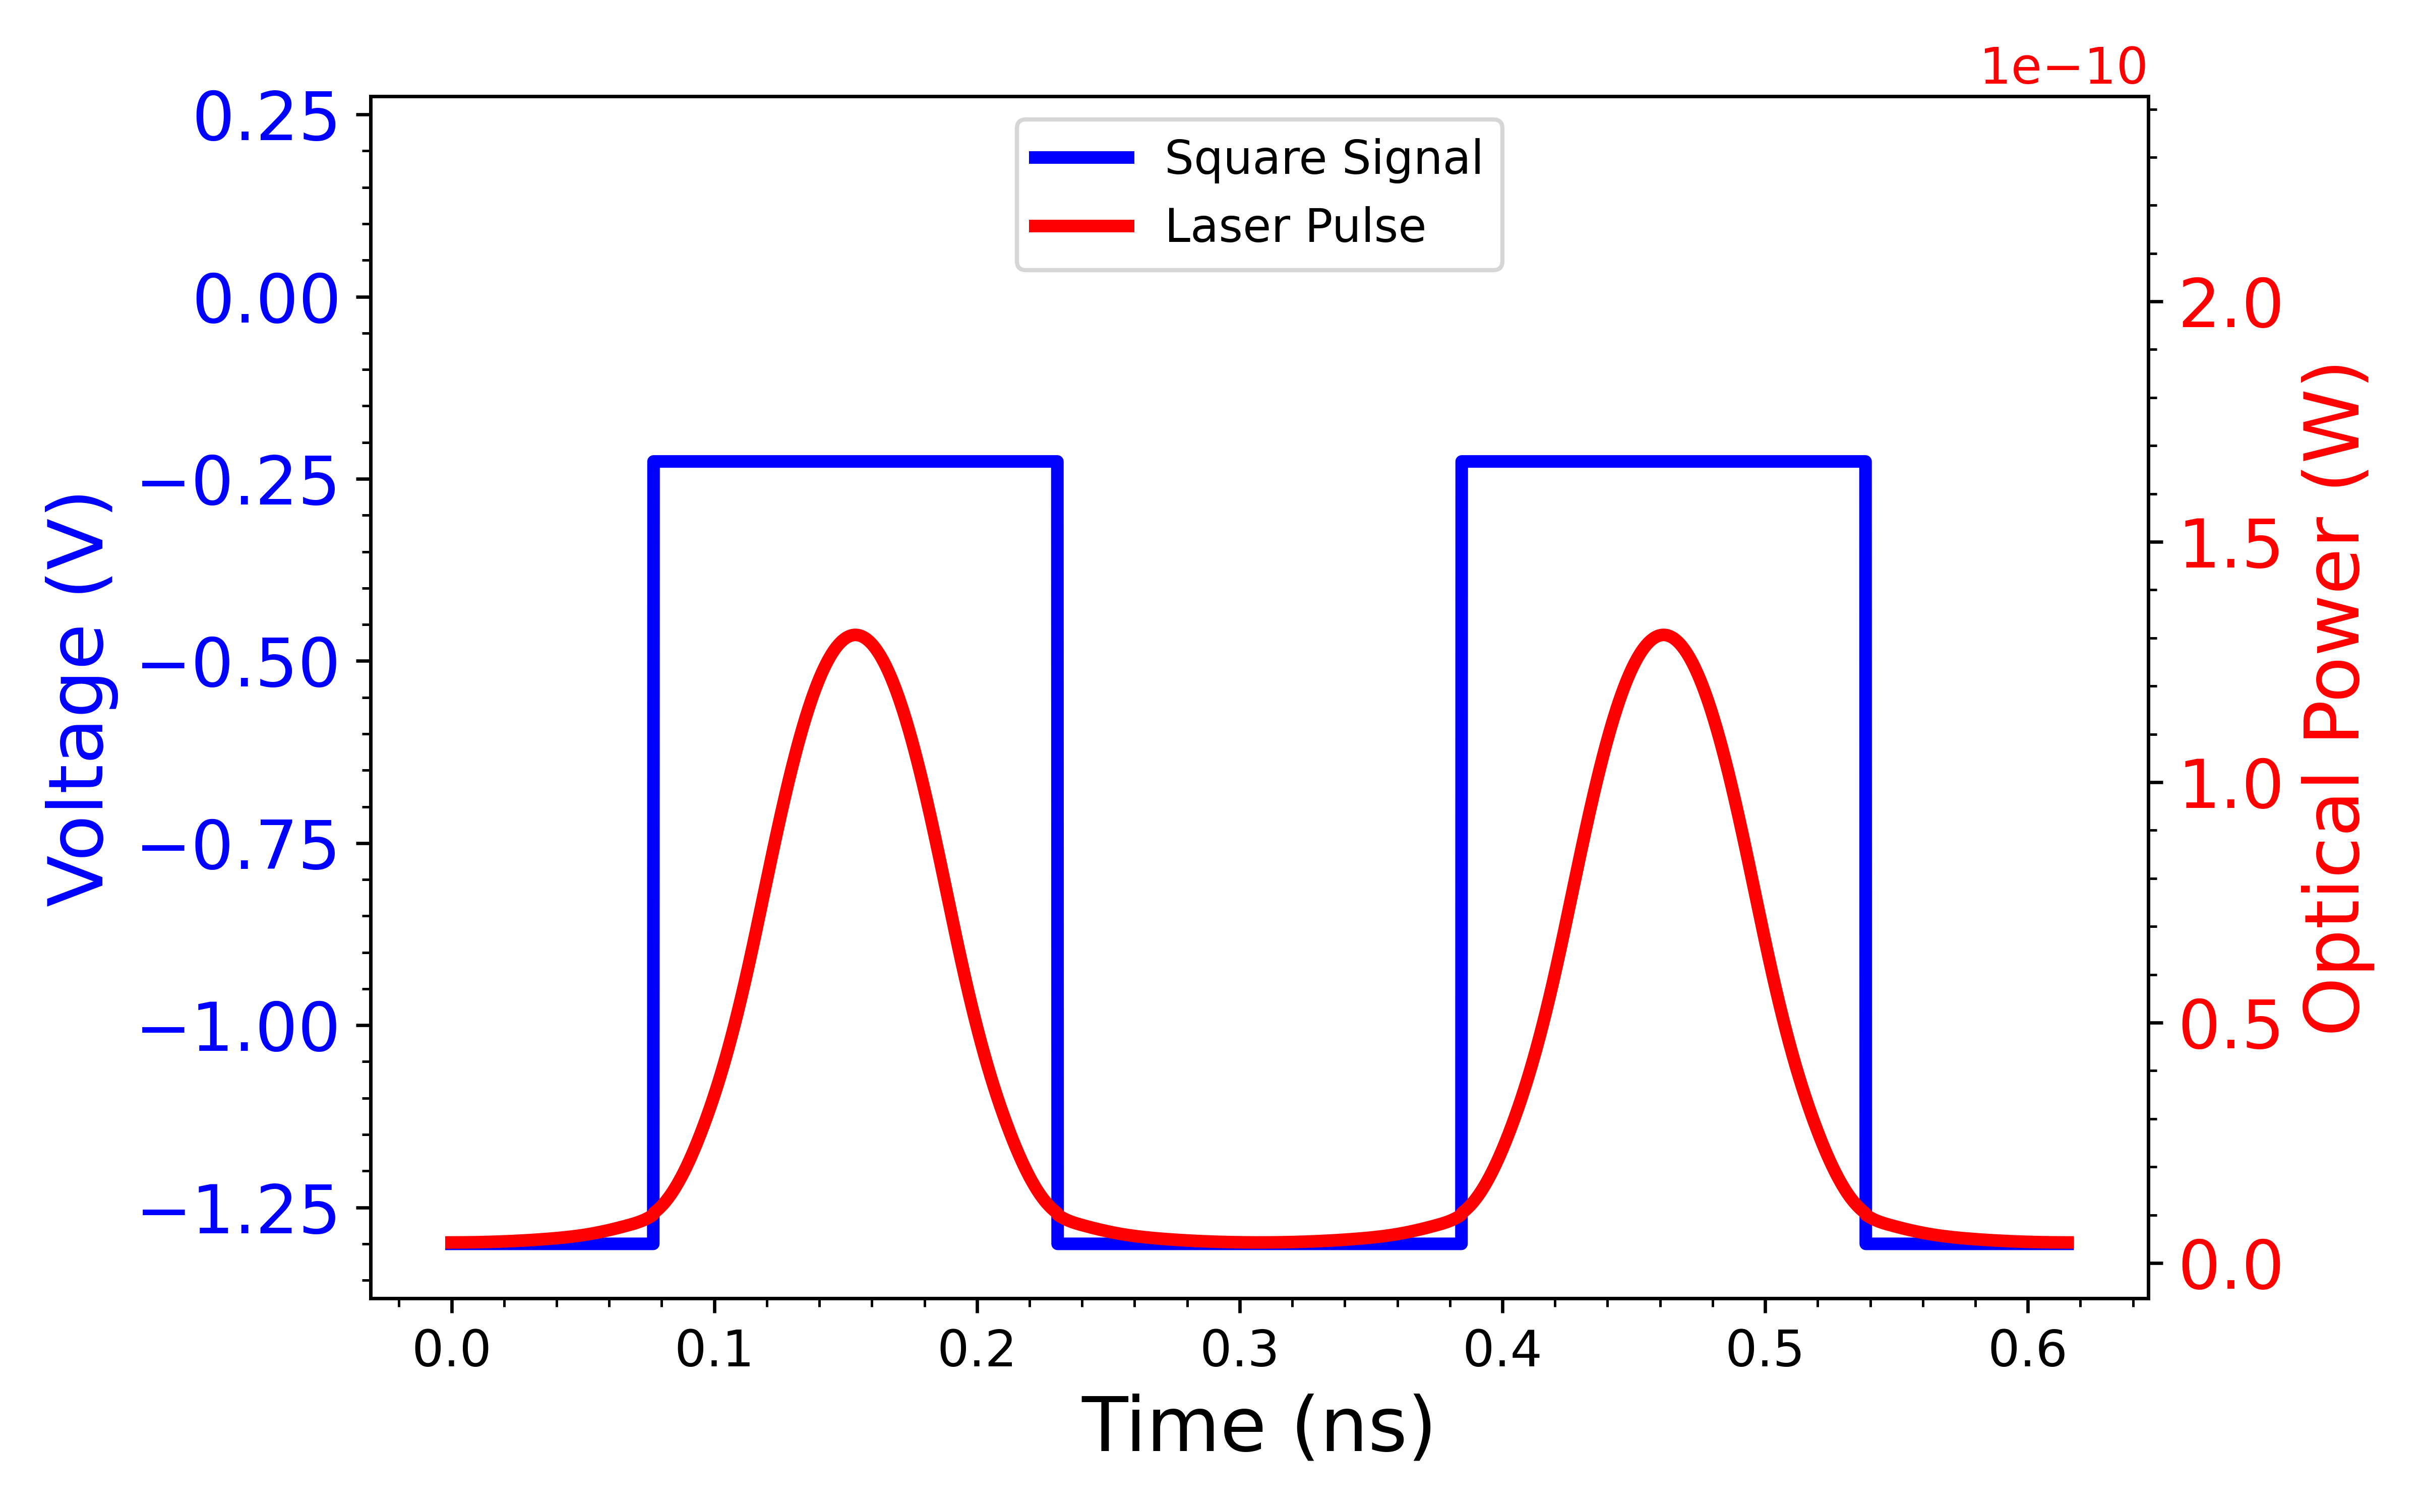 1e−10
Square Signal
Laser Pulse
Voltage (V)
0.25
0.00
−0.25
−0.50
−0.75
−1.00
−1.25
2.0
1.5
1.0
0.5
0.0
Optical Power (W)
0.0 0.1 0.2 0.3 0.4 0.5 0.6
Time (ns)